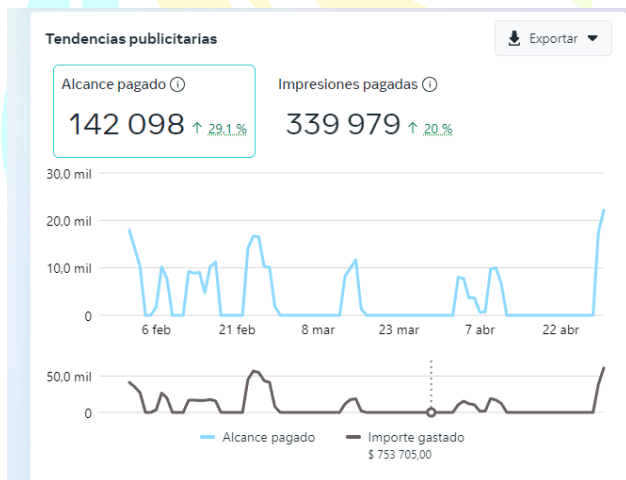 Tendencias publicitarias
Exportar
Alcance pagado
Impresiones pagadas
142 098 ↑ 29.1 %
339 979 ↑ 20 %
30,0 mil
20,0 mil
10,0 mil
0
6 feb 21 feb 8 mar 23 mar 7 abr 22 abr
50,0 mil
0
Alcance pagado
Importe gastado
$ 753 705,00